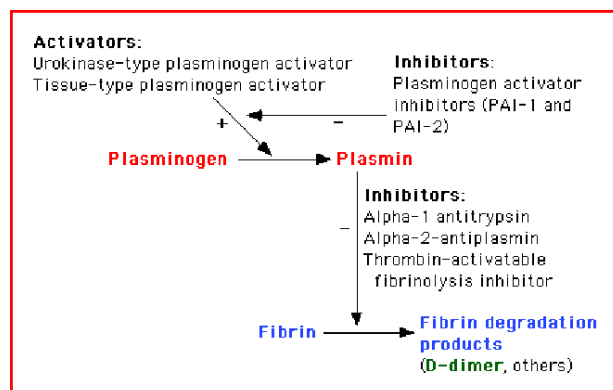 Activators:
Urokinase-type plasminogen activator
Tissue-type plasminogen activator
Inhibitors:
Plasminogen activator
inhibitors (PAI-1 and
PAI-2)
+
-
Plasminogen
Plasmin
Inhibitors:
Alpha-1 antitrypsin
Alpha-2-antiplasmin
Thrombin-activatable
fibrinolysis inhibitor
-
Fibrin
Fibrin degradation
products
(D-dimer, others)